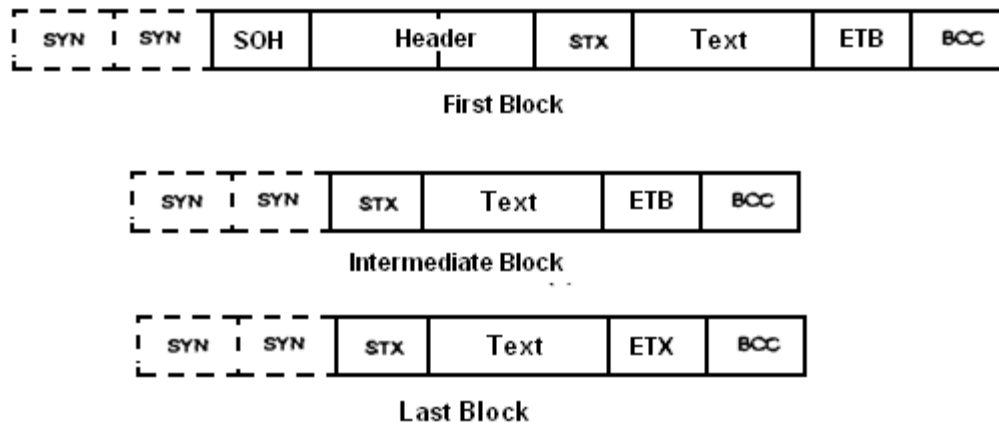 SYN SYN SOH Header STX Text ETB BCC
First Block
SYN SYN STX Text ETB BCC
Intermediate Block
SYN SYN STX Text ETX BCC
Last Block